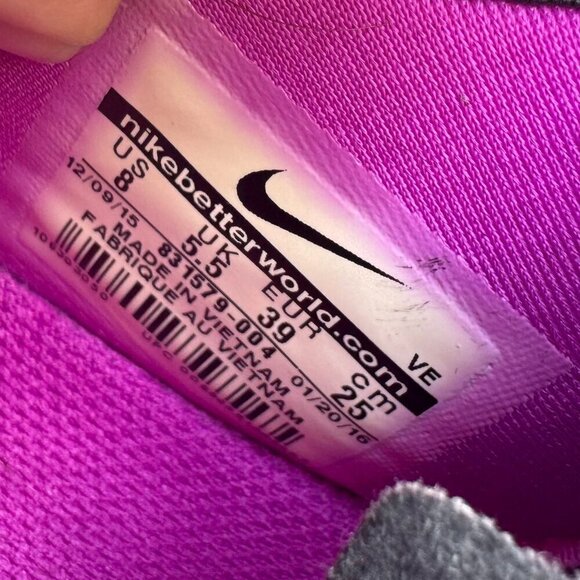 nikebetterworld.com
VE
US UK EUR cm
8 5.5 39 25
12/09/15 831579-004 01/20/16
MADE IN VIETNAM
FABRIQUE AU VIETNAM